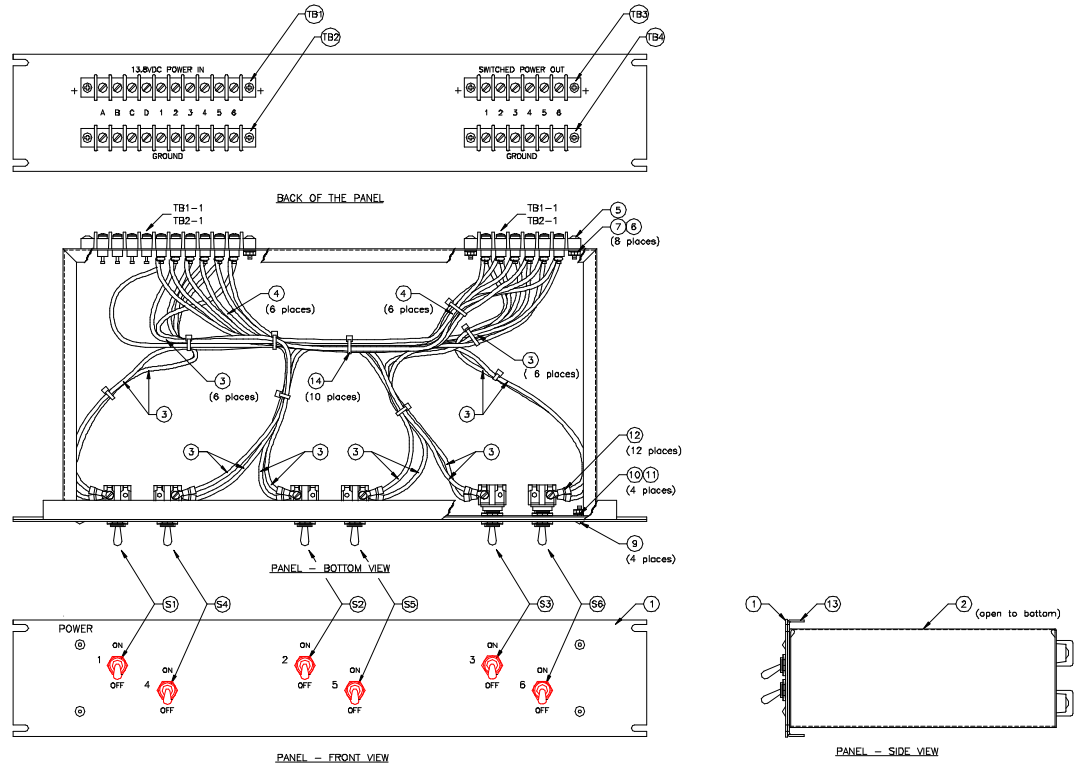 TB1
TB2
TB3
TB4
13.8VDC POWER IN
SWITCHED POWER OUT
+ +
+ +
A B C D 1 2 3 4 5 6
1 2 3 4 5 6
GROUND
GROUND
BACK OF THE PANEL
TB1-1
TB2-1
TB1-1
TB2-1
5
7 6
(8 places)
4
(6 places)
4
(6 places)
3
(6 places)
14
(10 places)
3
( 6 places)
3
3
3
3
3
3
12
(12 places)
10 11
(4 places)
9
(4 places)
PANEL - BOTTOM VIEW
S1
S4
S2
S5
S3
S6
1
POWER
1
ON
OFF
4
ON
OFF
2
ON
OFF
5
ON
OFF
3
ON
OFF
6
ON
OFF
PANEL - FRONT VIEW
1
13
2
(open to bottom)
PANEL - SIDE VIEW